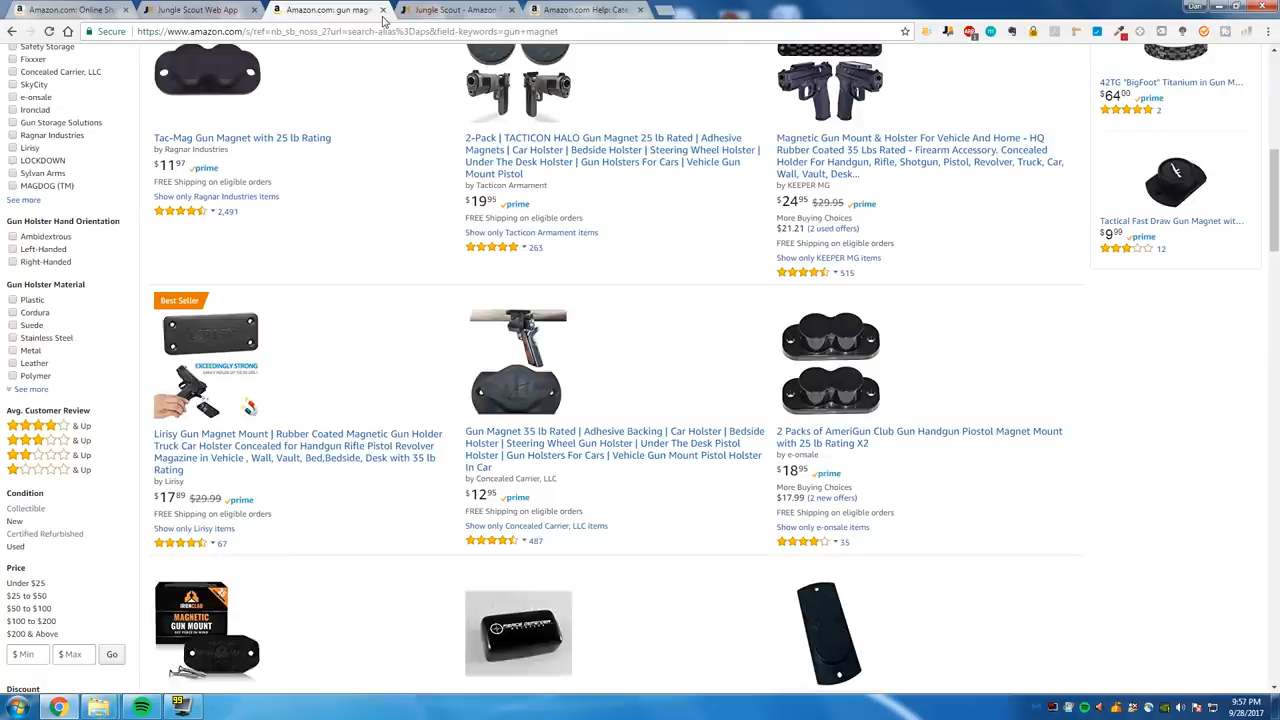 Amazon.com: Online Sh
Jungle Scout Web App
Amazon.com: gun magn
Jungle Scout - Amazon
Amazon.com Help: Cate
Dan
Secure
https://www.amazon.com/s/ref=nb_sb_noss_2?url=search-alias%3Daps&field-keywords=gun+magnet
Safety Storage
Fixxxer
Concealed Carrier, LLC
SkyCity
e-onsale
Ironclad
Gun Storage Solutions
Ragnar Industries
Lirisy
LOCKDOWN
Sylvan Arms
MAGDOG (TM)
See more
Gun Holster Hand Orientation
Ambidextrous
Left-Handed
Right-Handed
Gun Holster Material
Plastic
Cordura
Suede
Stainless Steel
Metal
Leather
Polymer
See more
Avg. Customer Review
& Up
& Up
& Up
& Up
Condition
Collectible
New
Certified Refurbished
Used
Price
Under $25
$25 to $50
$50 to $100
$100 to $200
$200 & Above
$ Min
$ Max
Go
Discount
Tac-Mag Gun Magnet with 25 lb Rating
by Ragnar Industries
$11 97 prime
FREE Shipping on eligible orders
Show only Ragnar Industries items
2,491
2-Pack | TACTICON HALO Gun Magnet 25 lb Rated | Adhesive
Magnets | Car Holster | Bedside Holster | Steering Wheel Holster |
Under The Desk Holster | Gun Holsters For Cars | Vehicle Gun
Mount Pistol
by Tacticon Armament
$19 95 prime
FREE Shipping on eligible orders
Show only Tacticon Armament items
263
Magnetic Gun Mount & Holster For Vehicle And Home - HQ
Rubber Coated 35 Lbs Rated - Firearm Accessory. Concealed
Holder For Handgun, Rifle, Shotgun, Pistol, Revolver, Truck, Car,
Wall, Vault, Desk...
by KEEPER MG
$24 95 $29.95 prime
More Buying Choices
$21.21 (2 used offers)
FREE Shipping on eligible orders
Show only KEEPER MG items
515
42TG "BigFoot" Titanium in Gun M...
$64 00 prime
2
Tactical Fast Draw Gun Magnet wit...
$9 99 prime
12
Best Seller
EXCEEDINGLY STRONG
Lirisy Gun Magnet Mount | Rubber Coated Magnetic Gun Holder
Truck Car Holster Concealed for Handgun Rifle Pistol Revolver
Magazine in Vehicle , Wall, Vault, Bed,Bedside, Desk with 35 lb
Rating
by Lirisy
$17 89 $29.99 prime
FREE Shipping on eligible orders
Show only Lirisy items
67
Gun Magnet 35 lb Rated | Adhesive Backing | Car Holster | Bedside
Holster | Steering Wheel Gun Holster | Under The Desk Pistol
Holster | Gun Holsters For Cars | Vehicle Gun Mount Pistol Holster
In Car
by Concealed Carrier, LLC
$12 95 prime
FREE Shipping on eligible orders
Show only Concealed Carrier, LLC items
487
2 Packs of AmeriGun Club Gun Handgun Piostol Magnet Mount
with 25 lb Rating X2
by e-onsale
$18 95 prime
More Buying Choices
$17.99 (2 new offers)
FREE Shipping on eligible orders
Show only e-onsale items
35
IRONCLAD
MAGNETIC
GUN MOUNT
9:57 PM
9/28/2017